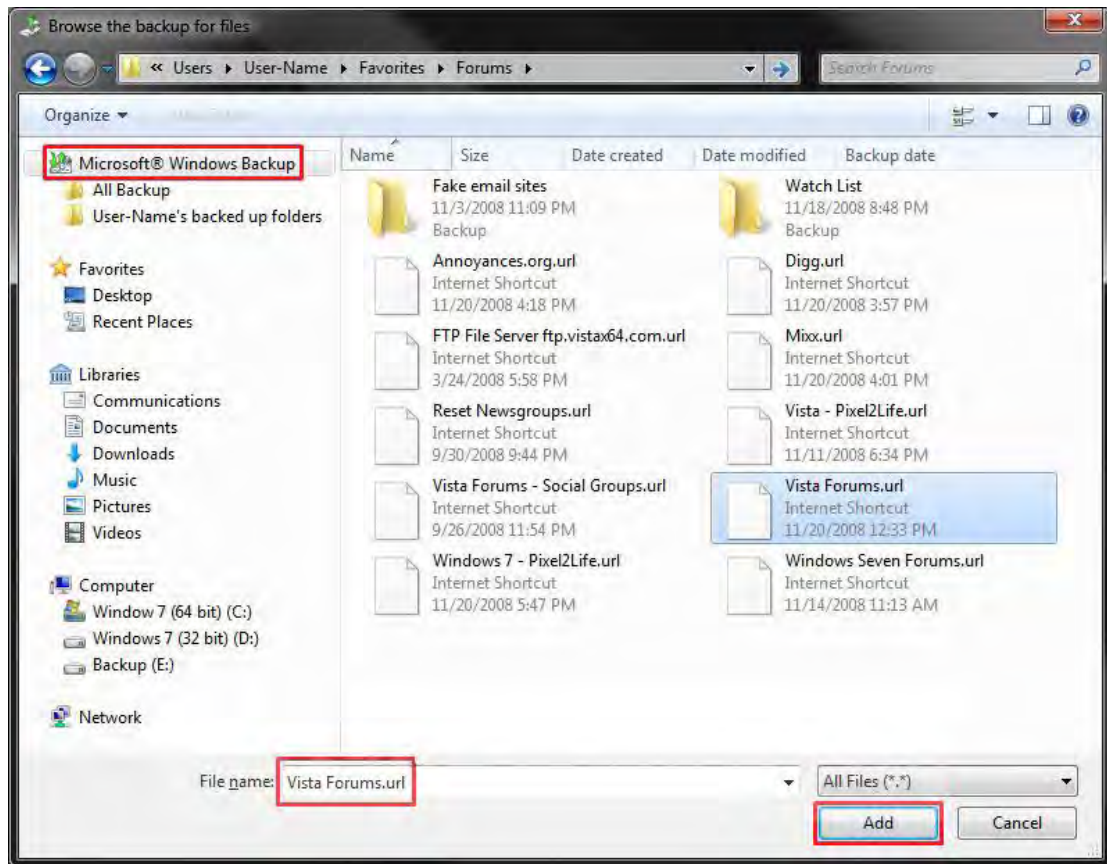 Browse the backup for files
« Users ▸ User-Name ▸ Favorites ▸ Forums ▸
Search Forums
Organize
Microsoft® Windows Backup
All Backup
User-Name's backed up folders
Favorites
Desktop
Recent Places
Libraries
Communications
Documents
Downloads
Music
Pictures
Videos
Computer
Window 7 (64 bit) (C:)
Windows 7 (32 bit) (D:)
Backup (E:)
Network
Name Size Date created Date modified Backup date
Fake email sites
11/3/2008 11:09 PM
Backup
Watch List
11/18/2008 8:48 PM
Backup
Annoyances.org.url
Internet Shortcut
11/20/2008 4:18 PM
Digg.url
Internet Shortcut
11/20/2008 3:57 PM
FTP File Server ftp.vistax64.com.url
Internet Shortcut
3/24/2008 5:58 PM
Mixx.url
Internet Shortcut
11/20/2008 4:01 PM
Reset Newsgroups.url
Internet Shortcut
9/30/2008 9:44 PM
Vista - Pixel2Life.url
Internet Shortcut
11/11/2008 6:34 PM
Vista Forums - Social Groups.url
Internet Shortcut
9/26/2008 11:54 PM
Vista Forums.url
Internet Shortcut
11/20/2008 12:33 PM
Windows 7 - Pixel2Life.url
Internet Shortcut
11/20/2008 5:47 PM
Windows Seven Forums.url
Internet Shortcut
11/14/2008 11:13 AM
File name: Vista Forums.url
All Files (*.*)
Add Cancel